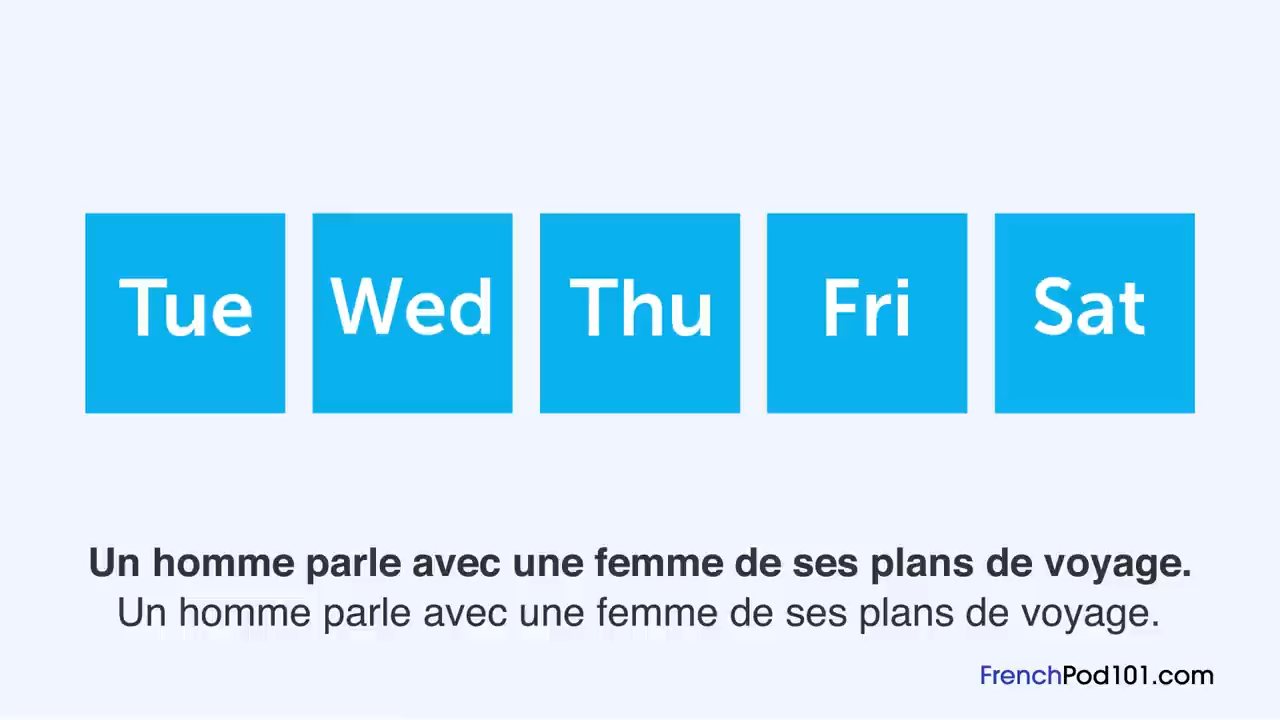 Tue Wed Thu Fri Sat
Un homme parle avec une femme de ses plans de voyage.
Un homme parle avec une femme de ses plans de voyage.
FrenchPod101.com